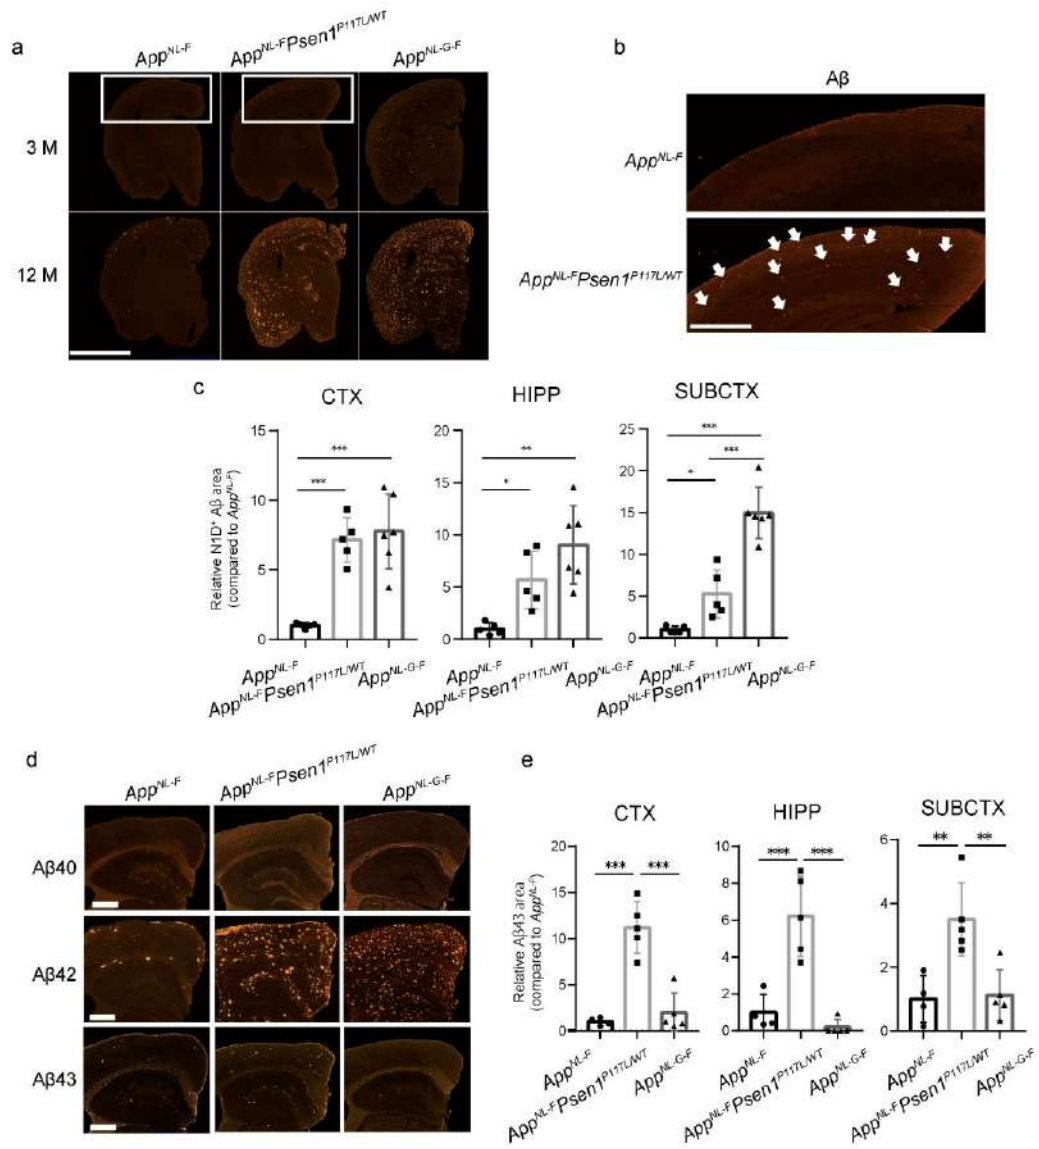 a
App^NL-F
App^NL-F Psen1^P117L/WT
App^NL-G-F
3 M
12 M
b
Aβ
App^NL-F
App^NL-F Psen1^P117L/WT
c
CTX
HIPP
SUBCTX
Relative N1D⁺ Aβ area
(compared to App^NL-F)
15
10
5
0
***
***
20
15
10
5
0
**
*
25
20
15
10
5
0
***
***
*
App^NL-F
App^NL-F Psen1^P117L/WT
App^NL-G-F
App^NL-F
App^NL-F Psen1^P117L/WT
App^NL-G-F
App^NL-F
App^NL-F Psen1^P117L/WT
App^NL-G-F
d
App^NL-F
App^NL-F Psen1^P117L/WT
App^NL-G-F
Aβ40
Aβ42
Aβ43
e
CTX
HIPP
SUBCTX
Relative Aβ43 area
(compared to App^NL-F)
20
15
10
5
0
*** ***
10
8
6
4
2
0
*** ***
6
4
2
0
** **
App^NL-F
App^NL-F Psen1^P117L/WT
App^NL-G-F
App^NL-F
App^NL-F Psen1^P117L/WT
App^NL-G-F
App^NL-F
App^NL-F Psen1^P117L/WT
App^NL-G-F